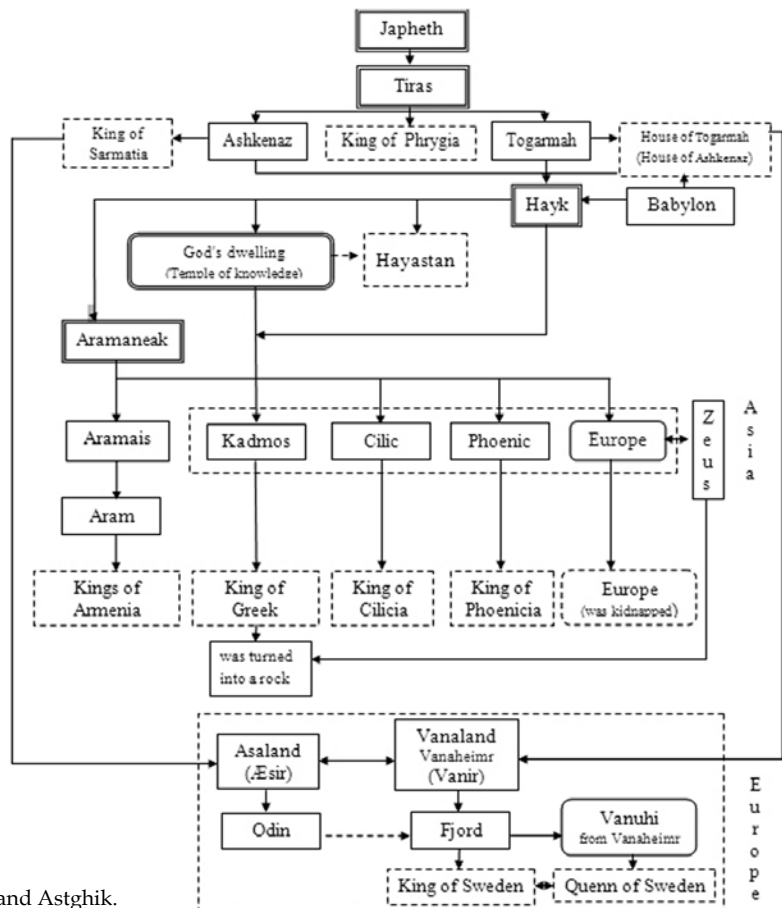 Japheth
Tiras
King of
Sarmatia
Ashkenaz
King of Phrygia
Togarmah
House of Togarmah
(House of Ashkenaz)
Hayk
Babylon
God's dwelling
(Temple of knowledge)
Hayastan
Aramaneak
Aramais
Kadmos
Cilic
Phoenic
Europe
Zeus
Asia
Aram
Kings of
Armenia
King of
Greek
King of
Cilicia
King of
Phoenicia
Europe
(was kidnapped)
was turned
into a rock
Asaland
(Æsir)
Vanaland
Vanaheimr
(Vanir)
Europe
Odin
Fjord
Vanuhi
from Vanaheimr
King of Sweden
Quenn of Sweden
and Astghik.